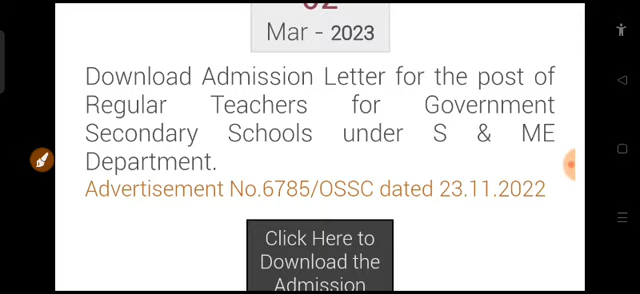 02
Mar - 2023
Download Admission Letter for the post of
Regular Teachers for Government
Secondary Schools under S & ME
Department.
Advertisement No.6785/OSSC dated 23.11.2022
Click Here to
Download the
Admission